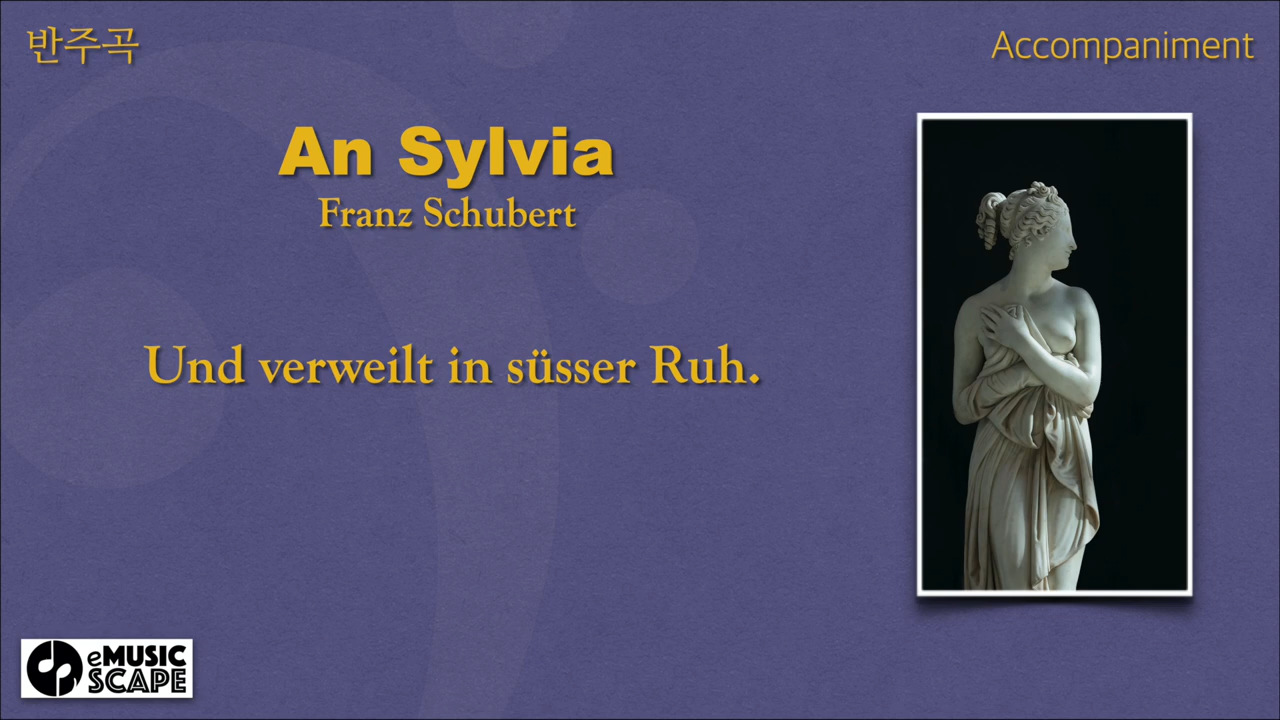 반주곡
Accompaniment
An Sylvia
Franz Schubert
Und verweilt in süsser Ruh.
eMUSIC
SCAPE